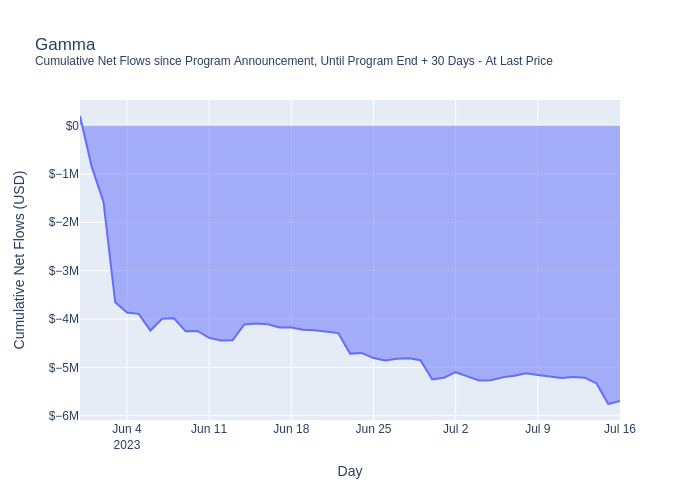 Gamma
Cumulative Net Flows since Program Announcement, Until Program End + 30 Days - At Last Price
Cumulative Net Flows (USD)
$0
$−1M
$−2M
$−3M
$−4M
$−5M
$−6M
Jun 4
2023
Jun 11
Jun 18
Jun 25
Jul 2
Jul 9
Jul 16
Day